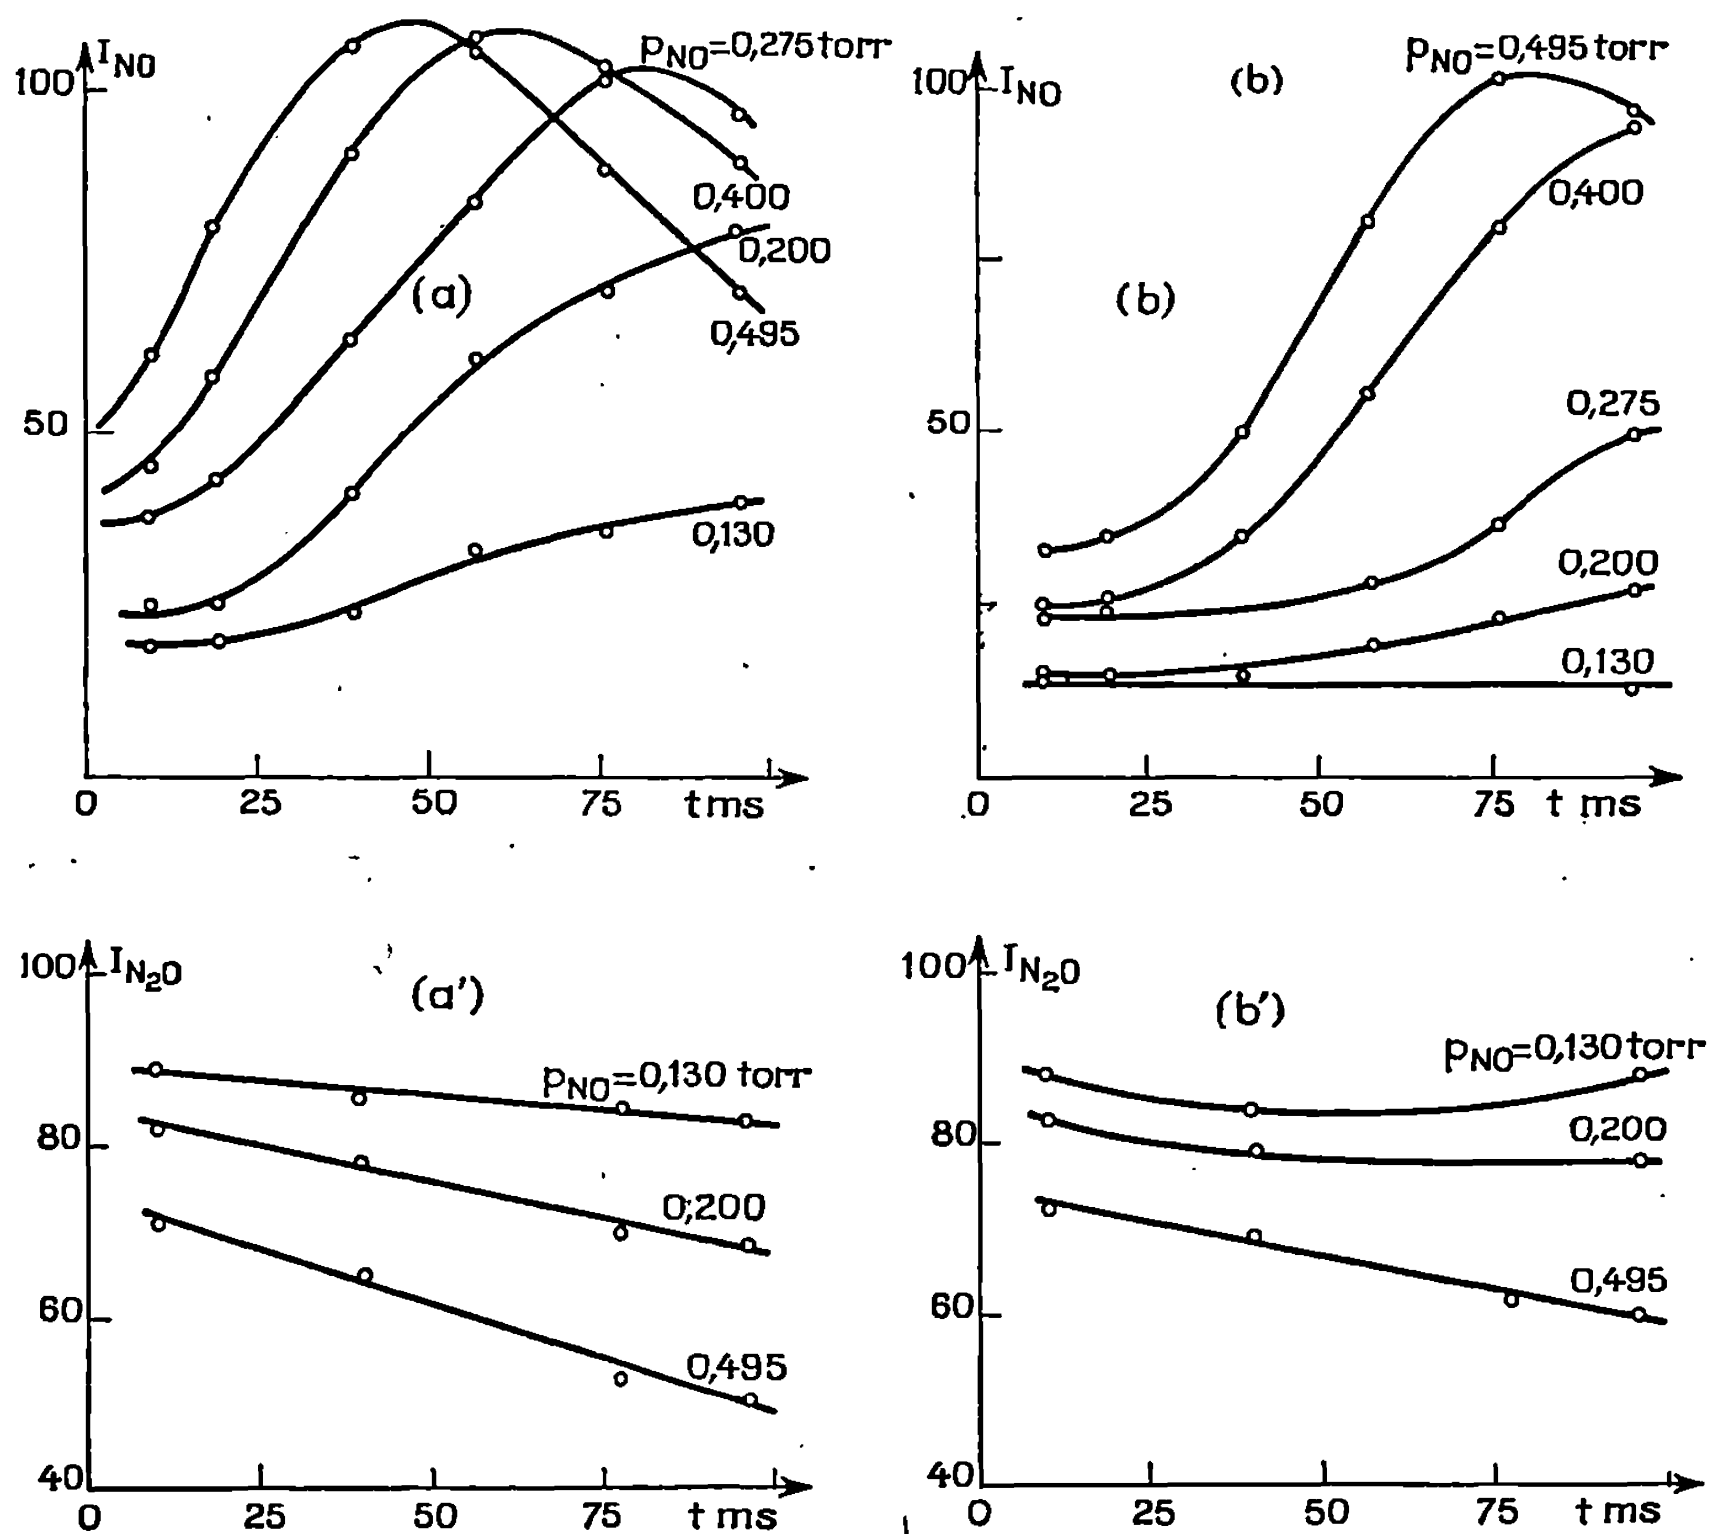 I_NO
100
50
(a)
p_NO=0,275 torr
0,400
0,200
0,495
0,130
0 25 50 75 t ms
I_NO
100
50
(b)
(b)
p_NO=0,495 torr
0,400
0,275
0,200
0,130
0 25 50 75 t ms
I_N₂O
100
80
60
40
(a')
p_NO=0,130 torr
0,200
0,495
0 25 50 75 t ms
I_N₂O
100
80
60
40
(b')
p_NO=0,130 torr
0,200
0,495
0 25 50 75 t ms